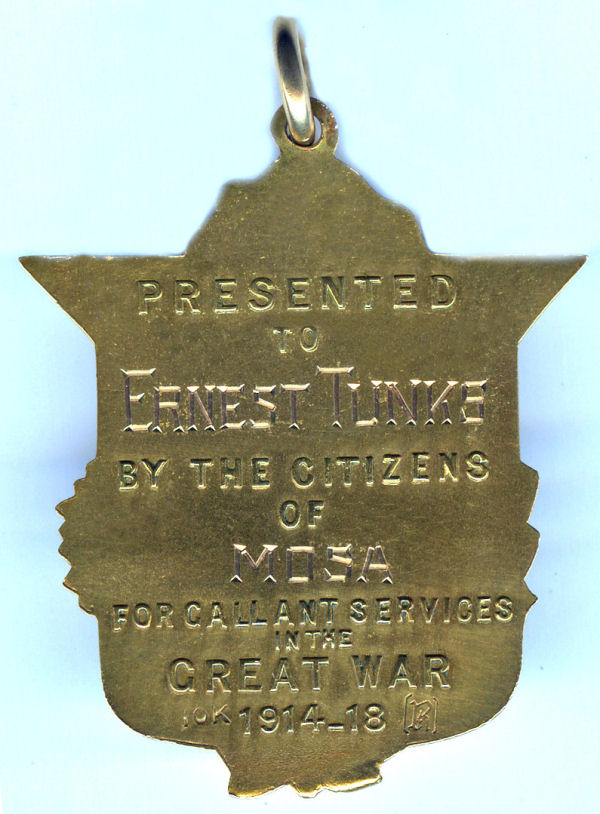 PRESENTED
TO
ERNEST TUNKS
BY THE CITIZENS
OF
MOSA
FOR GALLANT SERVICES
IN THE
GREAT WAR
10K 1914-18